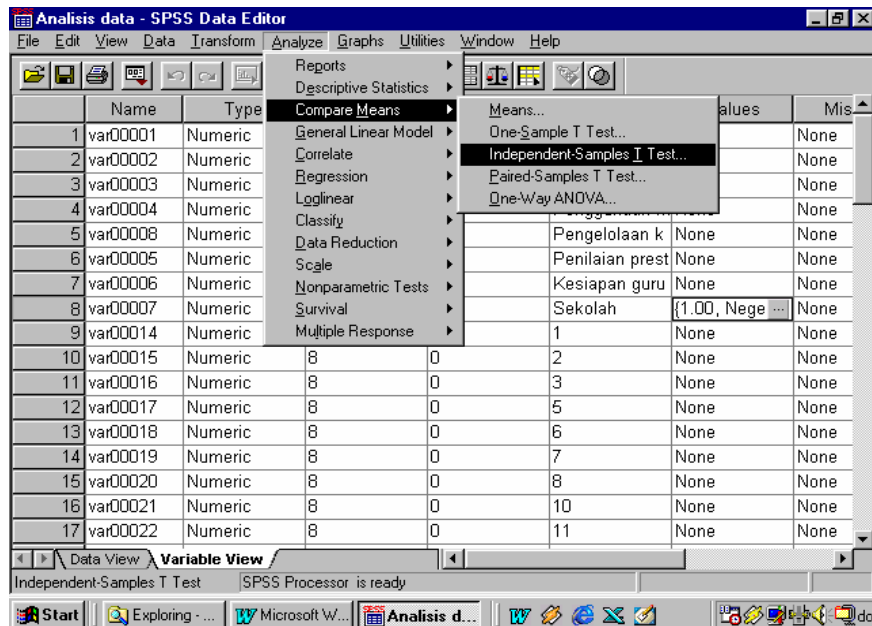 Analisis data - SPSS Data Editor
File Edit View Data Transform Analyze Graphs Utilities Window Help
Reports
Descriptive Statistics
Compare Means
General Linear Model
Correlate
Regression
Loglinear
Classify
Data Reduction
Scale
Nonparametric Tests
Survival
Multiple Response
Means...
One-Sample T Test...
Independent-Samples T Test...
Paired-Samples T Test...
One-Way ANOVA...
Name Type alues Mis
1 var00001 Numeric None
2 var00002 Numeric None
3 var00003 Numeric None
4 var00004 Numeric None
5 var00008 Numeric Pengelolaan k None None
6 var00005 Numeric Penilaian prest None None
7 var00006 Numeric Kesiapan guru None None
8 var00007 Numeric Sekolah {1.00, Nege ... None
9 var00014 Numeric 1 None None
10 var00015 Numeric 8 0 2 None None
11 var00016 Numeric 8 0 3 None None
12 var00017 Numeric 8 0 5 None None
13 var00018 Numeric 8 0 6 None None
14 var00019 Numeric 8 0 7 None None
15 var00020 Numeric 8 0 8 None None
16 var00021 Numeric 8 0 10 None None
17 var00022 Numeric 8 0 11 None None
Data View Variable View
Independent-Samples T Test SPSS Processor is ready
Start Exploring - ... Microsoft W... Analisis d... do